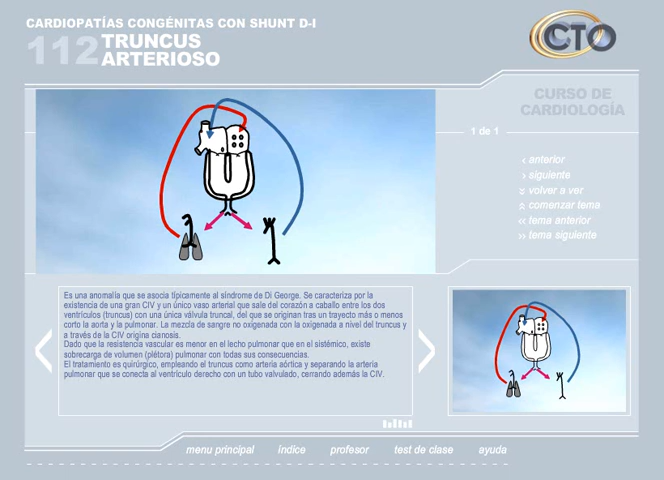 CARDIOPATÍAS CONGÉNITAS CON SHUNT D-I
112 TRUNCUS
ARTERIOSO
CTO
CURSO DE
CARDIOLOGÍA
1 de 1
‹ anterior
› siguiente
volver a ver
comenzar tema
‹‹ tema anterior
›› tema siguiente
Es una anomalía que se asocia típicamente al síndrome de Di George. Se caracteriza por la
existencia de una gran CIV y un único vaso arterial que sale del corazón a caballo entre los dos
ventrículos (truncus) con una única válvula truncal, del que se originan tras un trayecto más o menos
corto la aorta y la pulmonar. La mezcla de sangre no oxigenada con la oxigenada a nivel del truncus y
a través de la CIV origina cianosis.
Dado que la resistencia vascular es menor en el lecho pulmonar que en el sistémico, existe
sobrecarga de volumen (plétora) pulmonar con todas sus consecuencias.
El tratamiento es quirúrgico, empleando el truncus como arteria aórtica y separando la arteria
pulmonar que se conecta al ventrículo derecho con un tubo valvulado, cerrando además la CIV.
menu principal índice profesor test de clase ayuda